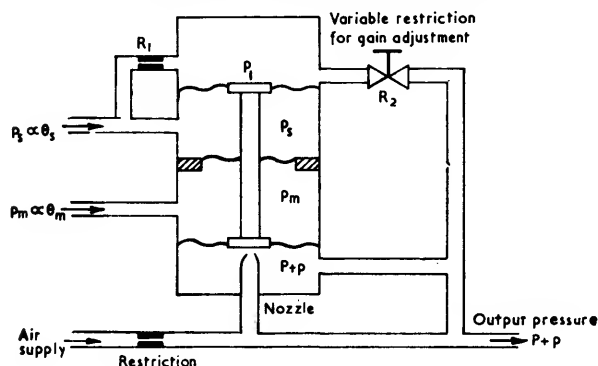 Variable restriction
for gain adjustment
R₁
P₁
R₂
Pₛ∝θₛ
Pₛ
Pₘ
Pₘ∝θₘ
P+p
Nozzle
Air
supply
Restriction
Output pressure
P+p